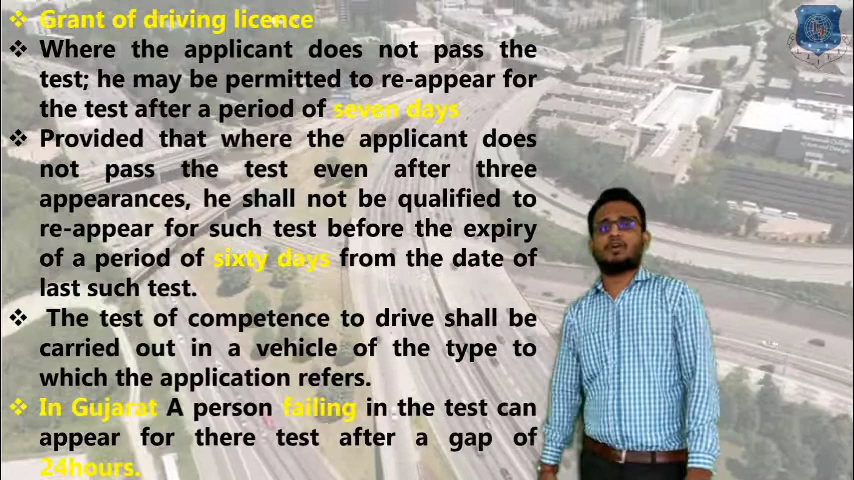 ❖ Grant of driving licence
❖ Where the applicant does not pass the
test; he may be permitted to re-appear for
the test after a period of seven days
❖ Provided that where the applicant does
not pass the test even after three
appearances, he shall not be qualified to
re-appear for such test before the expiry
of a period of sixty days from the date of
last such test.
❖ The test of competence to drive shall be
carried out in a vehicle of the type to
which the application refers.
❖ In Gujarat A person failing in the test can
appear for there test after a gap of
24hours.